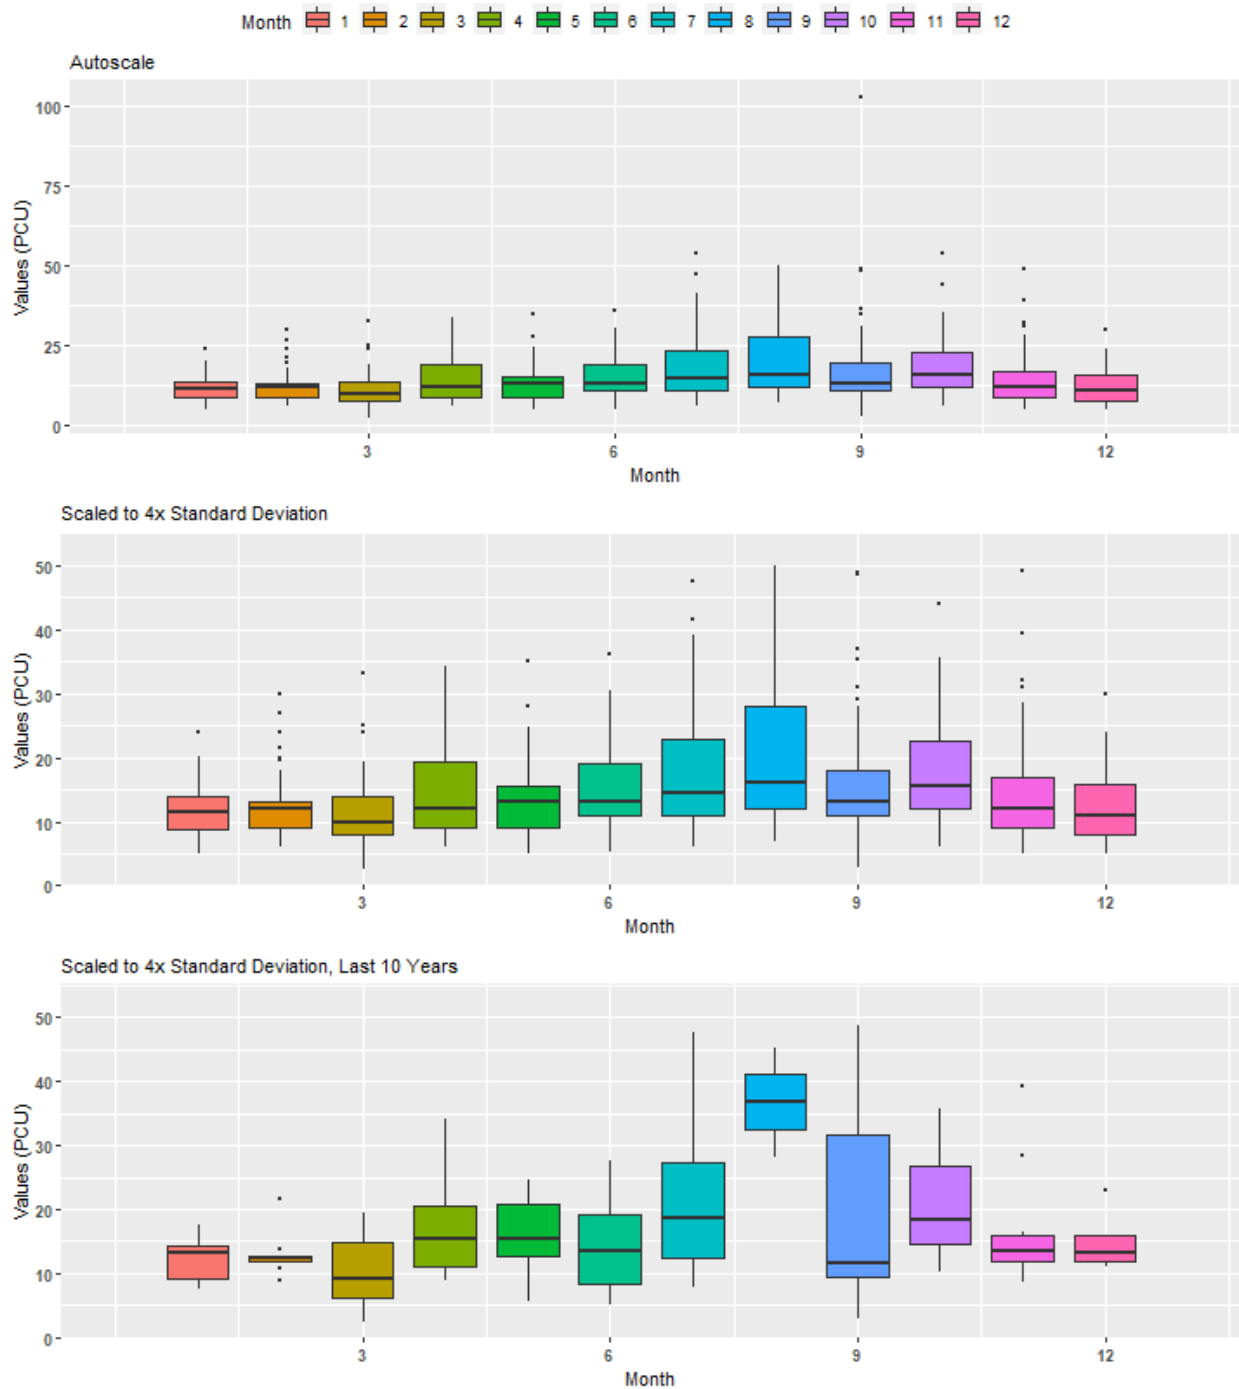 Month 1 2 3 4 5 6 7 8 9 10 11 12
Autoscale
100
75
50
25
0
Values (PCU)
3 6 9 12
Month
Scaled to 4x Standard Deviation
50
40
30
20
10
0
Values (PCU)
3 6 9 12
Month
Scaled to 4x Standard Deviation, Last 10 Years
50
40
30
20
10
0
Values (PCU)
3 6 9 12
Month